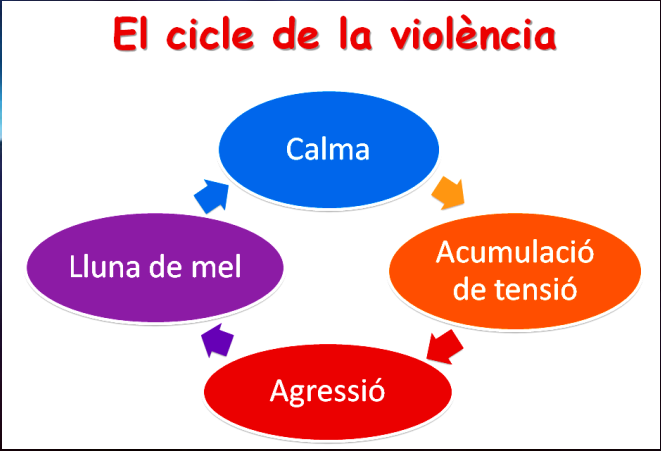 El cicle de la violència
Calma
Acumulació
de tensió
Agressió
Lluna de mel